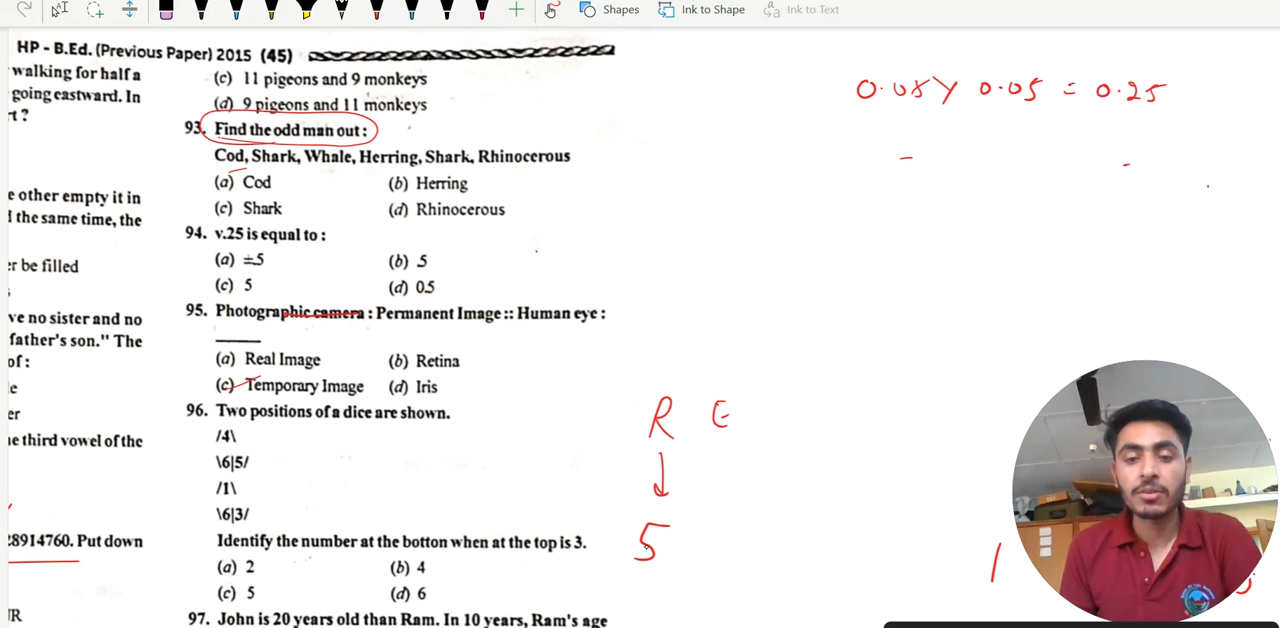 Shapes Ink to Shape Ink to Text
HP - B.Ed. (Previous Paper) 2015 (45)
walking for half a
going eastward. In
rt ?
e other empty it in
l the same time, the
er be filled
ve no sister and no
father's son." The
of :
le
er
ne third vowel of the
28914760. Put down
JR
(c) 11 pigeons and 9 monkeys
(d) 9 pigeons and 11 monkeys
93. Find the odd man out :
Cod, Shark, Whale, Herring, Shark, Rhinocerous
(a) Cod (b) Herring
(c) Shark (d) Rhinocerous
94. v.25 is equal to :
(a) ±5 (b) .5
(c) 5 (d) 0.5
95. Photographic camera : Permanent Image :: Human eye :
(a) Real Image (b) Retina
(c) Temporary Image (d) Iris
96. Two positions of a dice are shown.
/4\
\6|5/
/1\
\6|3/
Identify the number at the botton when at the top is 3.
(a) 2 (b) 4
(c) 5 (d) 6
97. John is 20 years old than Ram. In 10 years, Ram's age
0.05 0.05 = 0.25
R E
5